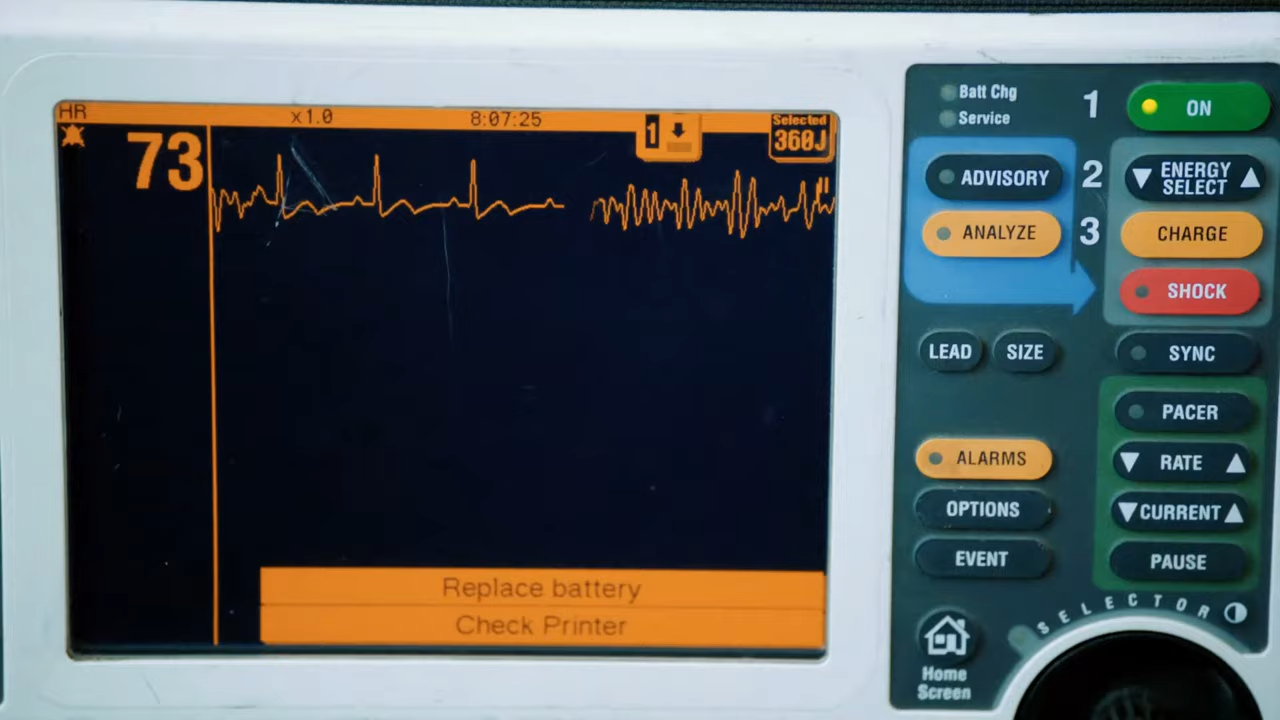 HR x1.0 8:07:25 1 Selected
360J
73
Replace battery
Check Printer
Batt Chg
Service
1 ON
ADVISORY 2 ENERGY
SELECT
ANALYZE 3 CHARGE
SHOCK
LEAD SIZE SYNC
PACER
ALARMS RATE
OPTIONS CURRENT
EVENT PAUSE
SELECTOR
Home
Screen